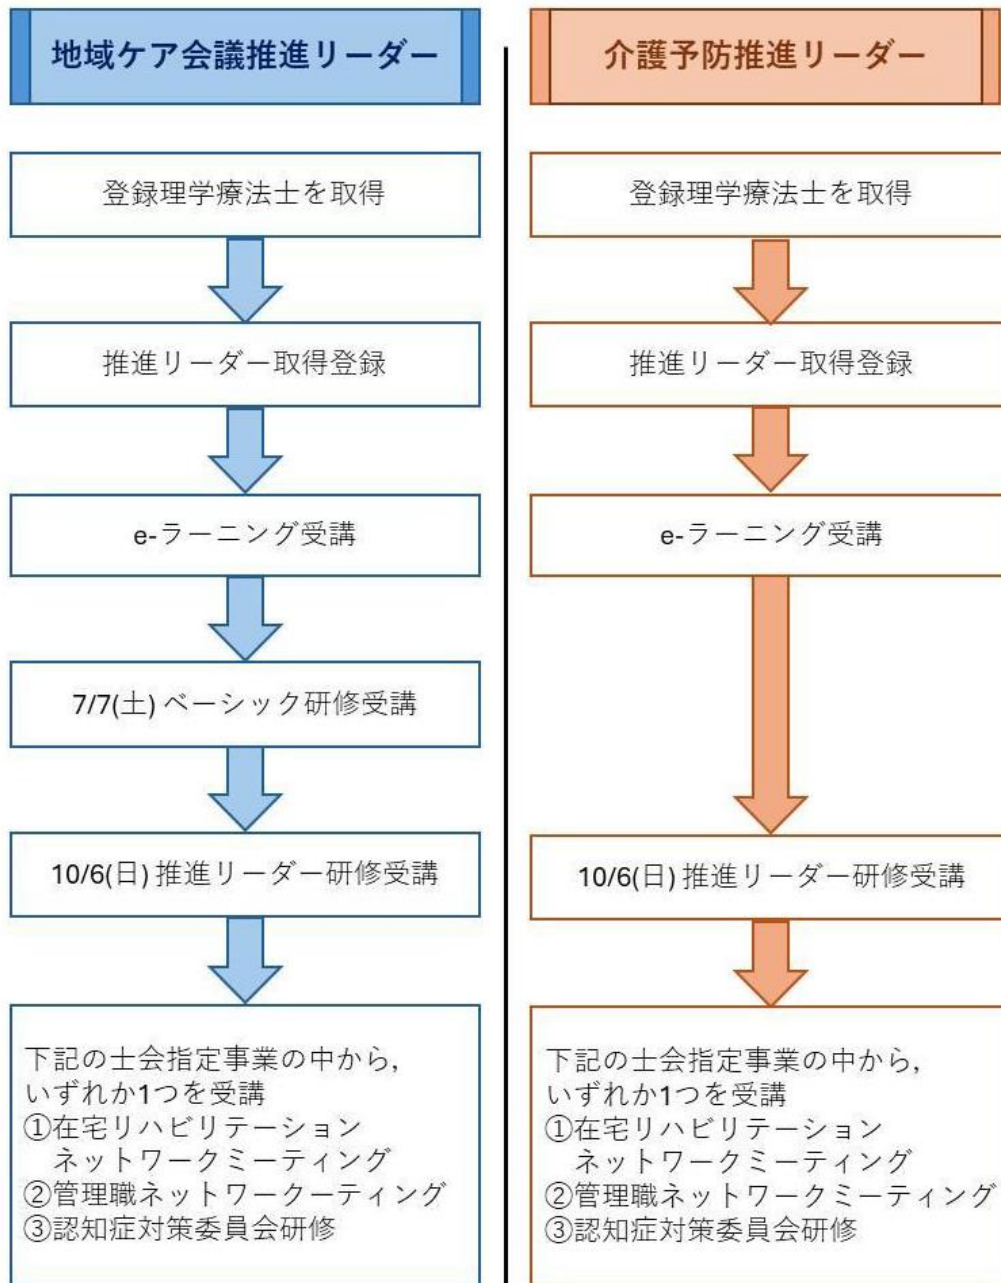 地域ケア会議推進リーダー
登録理学療法士を取得
推進リーダー取得登録
e-ラーニング受講
7/7(土) ベーシック研修受講
10/6(日) 推進リーダー研修受講
下記の士会指定事業の中から,
いずれか1つを受講
①在宅リハビリテーション
ネットワークミーティング
②管理職ネットワークーティング
③認知症対策委員会研修
介護予防推進リーダー
登録理学療法士を取得
推進リーダー取得登録
e-ラーニング受講
10/6(日) 推進リーダー研修受講
下記の士会指定事業の中から,
いずれか1つを受講
①在宅リハビリテーション
ネットワークミーティング
②管理職ネットワークミーティング
③認知症対策委員会研修